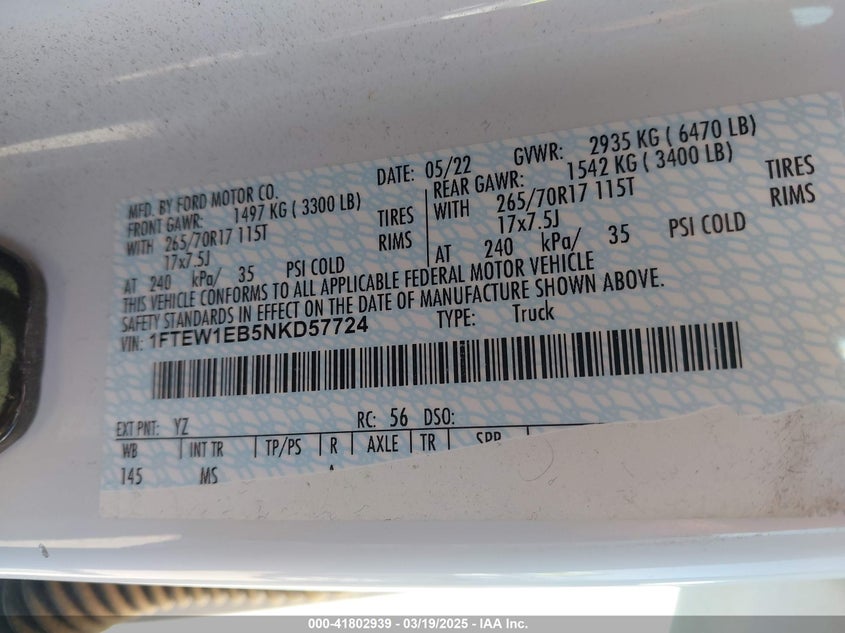 MFD. BY FORD MOTOR CO. DATE: 05/22 GVWR: 2935 KG ( 6470 LB)
FRONT GAWR: 1497 KG ( 3300 LB) REAR GAWR: 1542 KG ( 3400 LB)
WITH 265/70R17 115T TIRES WITH 265/70R17 115T TIRES
17x7.5J RIMS 17x7.5J RIMS
AT 240 kPa/ 35 PSI COLD AT 240 kPa/ 35 PSI COLD
THIS VEHICLE CONFORMS TO ALL APPLICABLE FEDERAL MOTOR VEHICLE
SAFETY STANDARDS IN EFFECT ON THE DATE OF MANUFACTURE SHOWN ABOVE.
VIN: 1FTEW1EB5NKD57724 TYPE: Truck
EXT PNT: YZ RC: 56 DSO:
WB INT TR TP/PS R AXLE TR SPR
145 MS
000-41802939 - 03/19/2025 - IAA Inc.